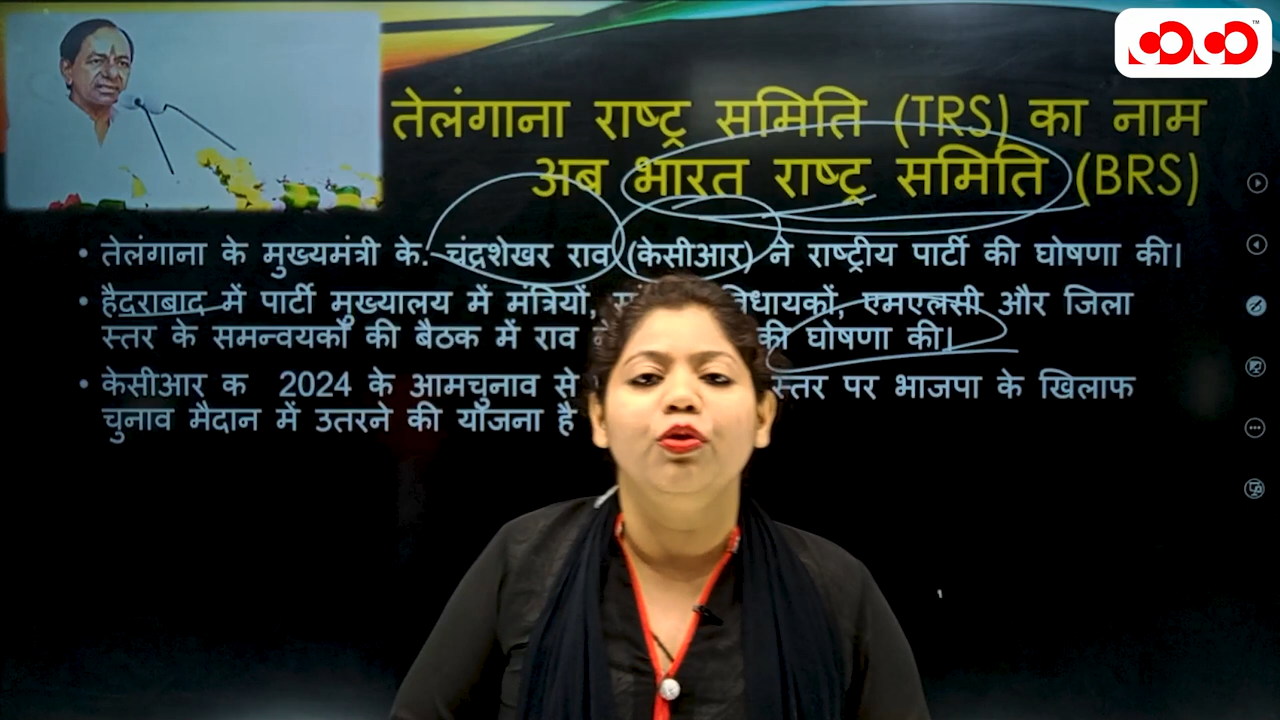 तेलंगाना राष्ट्र समिति (TRS) का नाम
अब भारत राष्ट्र समिति (BRS)
• तेलंगाना के मुख्यमंत्री के. चंद्रशेखर राव (केसीआर) ने राष्ट्रीय पार्टी की घोषणा की।
• हैदराबाद में पार्टी मुख्यालय में मंत्रियों, एमएलसी और जिला
स्तर के समन्वयकों की बैठक में राव की घोषणा की।
• केसीआर क 2024 के आमचुनाव से स्तर पर भाजपा के खिलाफ
चुनाव मैदान में उतरने की योजना है